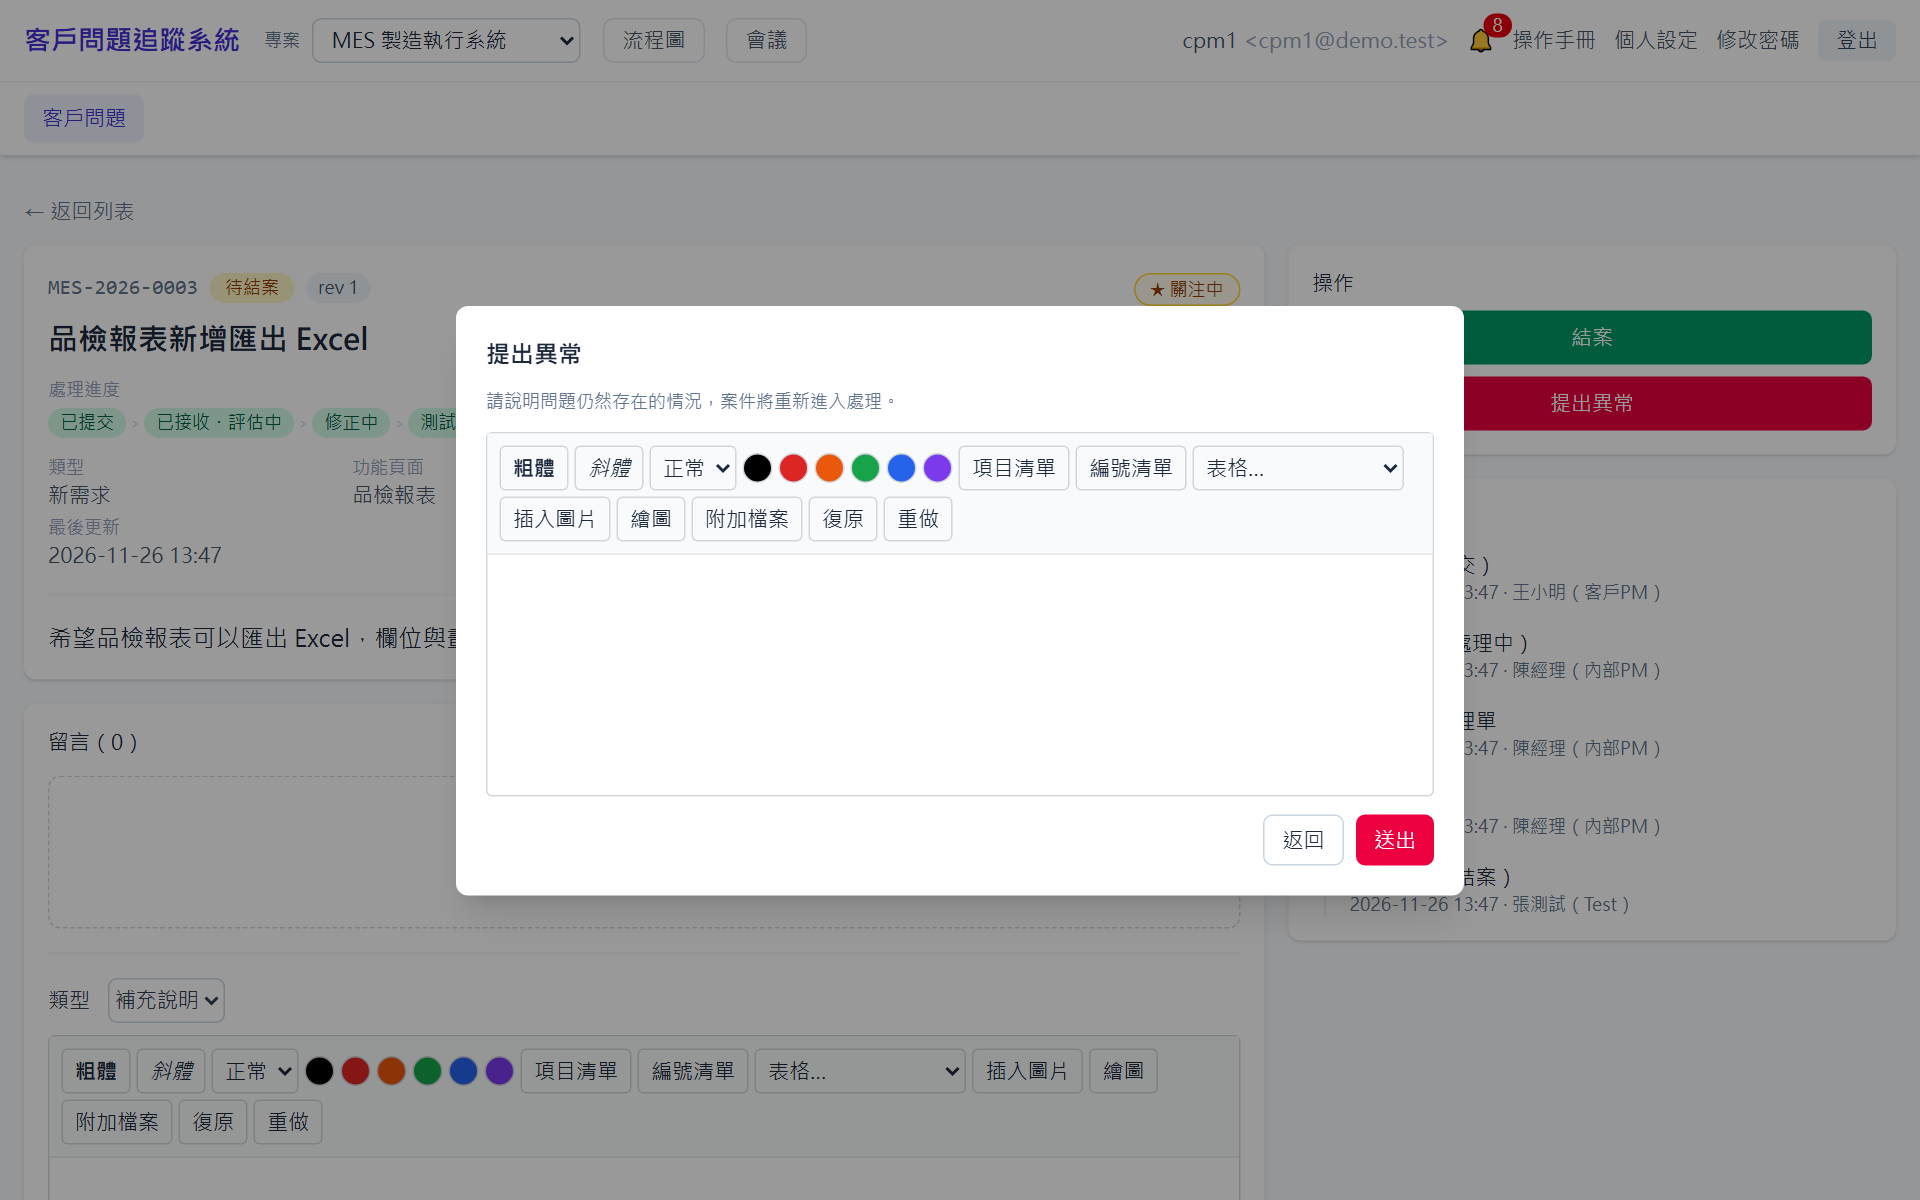 客戶問題追蹤系統 專案 MES 製造執行系統 流程圖 會議 cpm1 <cpm1@demo.test> 8 操作手冊 個人設定 修改密碼 登出
客戶問題
← 返回列表
MES-2026-0003 待結案 rev 1 ★ 關注中
品檢報表新增匯出 Excel
處理進度
已提交 › 已接收・評估中 › 修正中 › 測試
類型 功能頁面
新需求 品檢報表
最後更新
2026-11-26 13:47
希望品檢報表可以匯出 Excel，欄位與
留言 ( 0 )
類型 補充說明
粗體 斜體 正常 項目清單 編號清單 表格... 插入圖片 繪圖
附加檔案 復原 重做
提出異常
請說明問題仍然存在的情況，案件將重新進入處理。
粗體 斜體 正常 項目清單 編號清單 表格...
插入圖片 繪圖 附加檔案 復原 重做
返回 送出
操作
結案
提出異常
交 )
3:47 · 王小明 ( 客戶PM )
處理中 )
3:47 · 陳經理 ( 內部PM )
理單
3:47 · 陳經理 ( 內部PM )
3:47 · 陳經理 ( 內部PM )
結案 )
2026-11-26 13:47 · 張測試 ( Test )